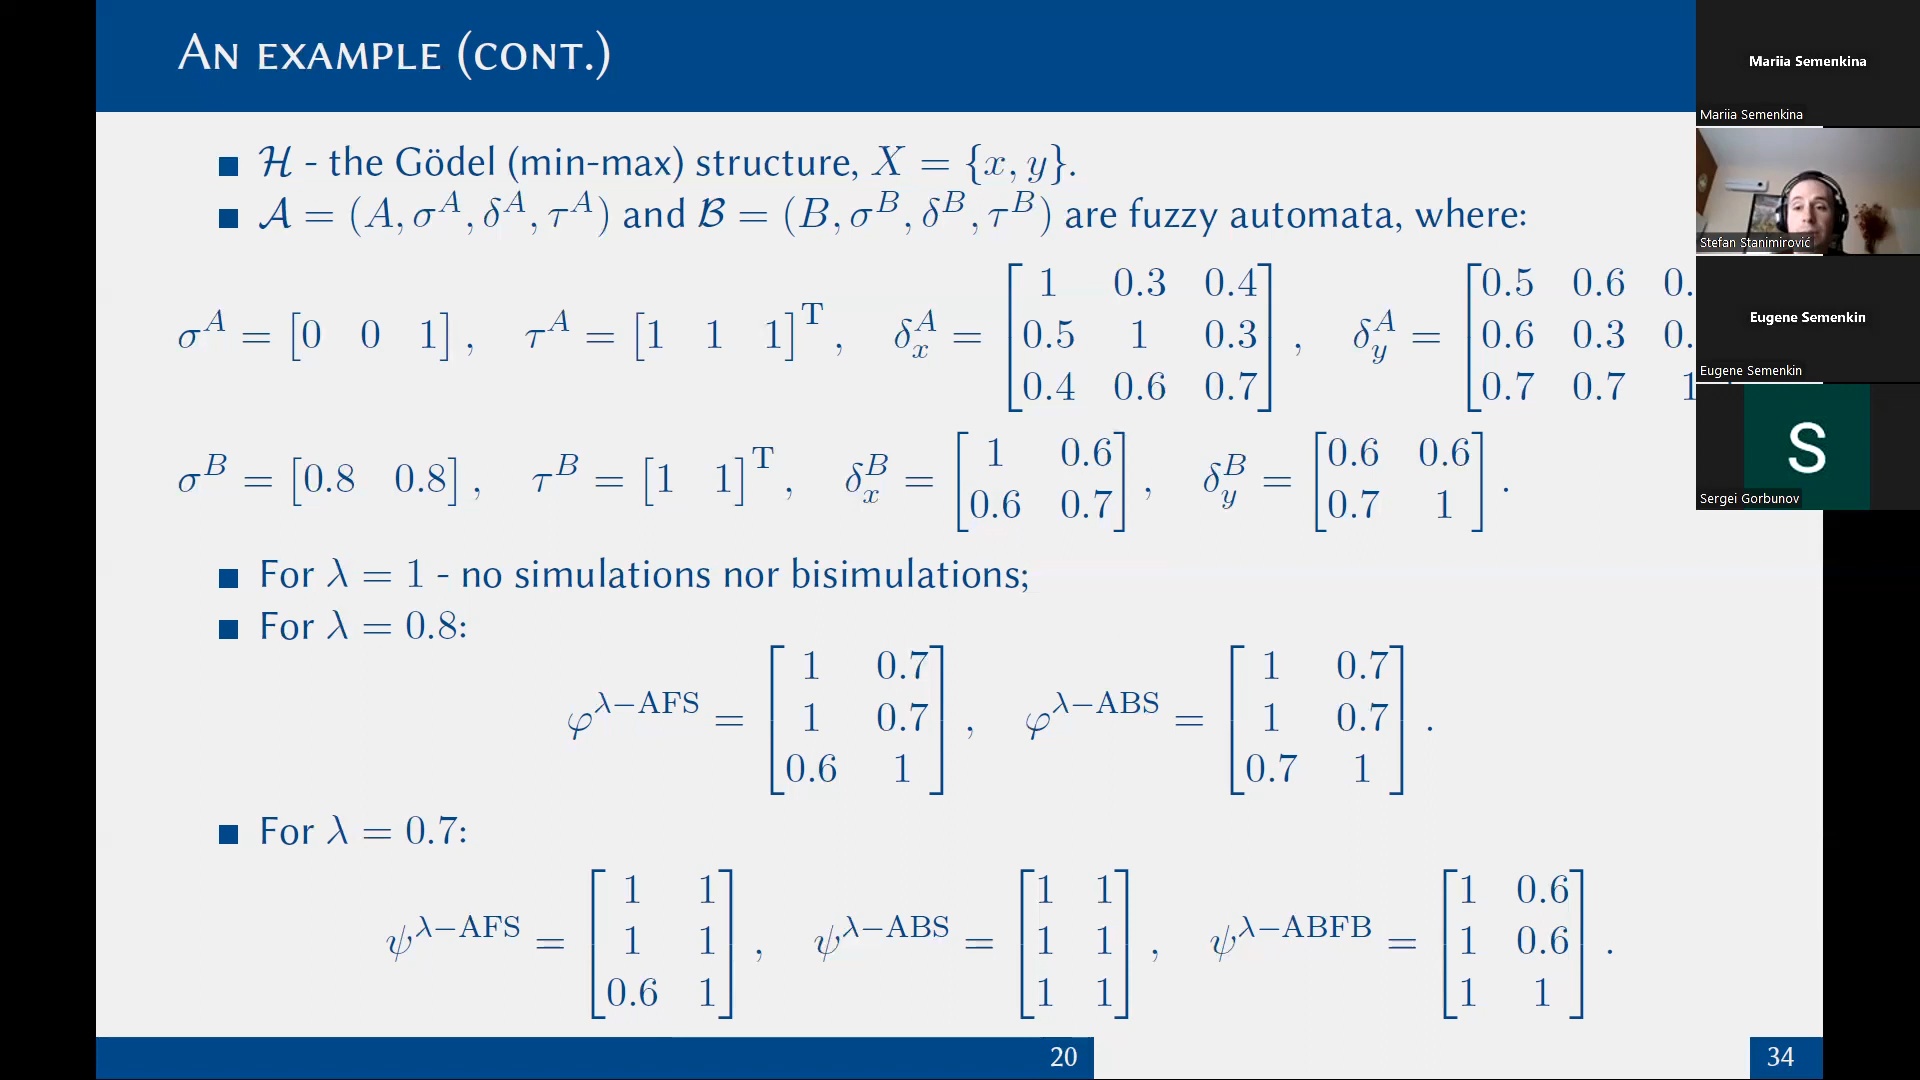 AN EXAMPLE (CONT.)
ℋ - the Gödel (min-max) structure, X = {x, y}.
𝒜 = (A, σ^A, δ^A, τ^A) and ℬ = (B, σ^B, δ^B, τ^B) are fuzzy automata, where:
σ^A = [0 0 1], τ^A = [1 1 1]^T, δ_x^A = [1 0.3 0.4; 0.5 1 0.3; 0.4 0.6 0.7], δ_y^A = [0.5 0.6 0.; 0.6 0.3 0.; 0.7 0.7 1
σ^B = [0.8 0.8], τ^B = [1 1]^T, δ_x^B = [1 0.6; 0.6 0.7], δ_y^B = [0.6 0.6; 0.7 1].
For λ = 1 - no simulations nor bisimulations;
For λ = 0.8:
φ^{λ−AFS} = [1 0.7; 1 0.7; 0.6 1], φ^{λ−ABS} = [1 0.7; 1 0.7; 0.7 1].
For λ = 0.7:
ψ^{λ−AFS} = [1 1; 1 1; 0.6 1], ψ^{λ−ABS} = [1 1; 1 1; 1 1], ψ^{λ−ABFB} = [1 0.6; 1 0.6; 1 1].
20
34
Mariia Semenkina
Mariia Semenkina
Stefan Stanimirović
Eugene Semenkin
Eugene Semenkin
S
Sergei Gorbunov